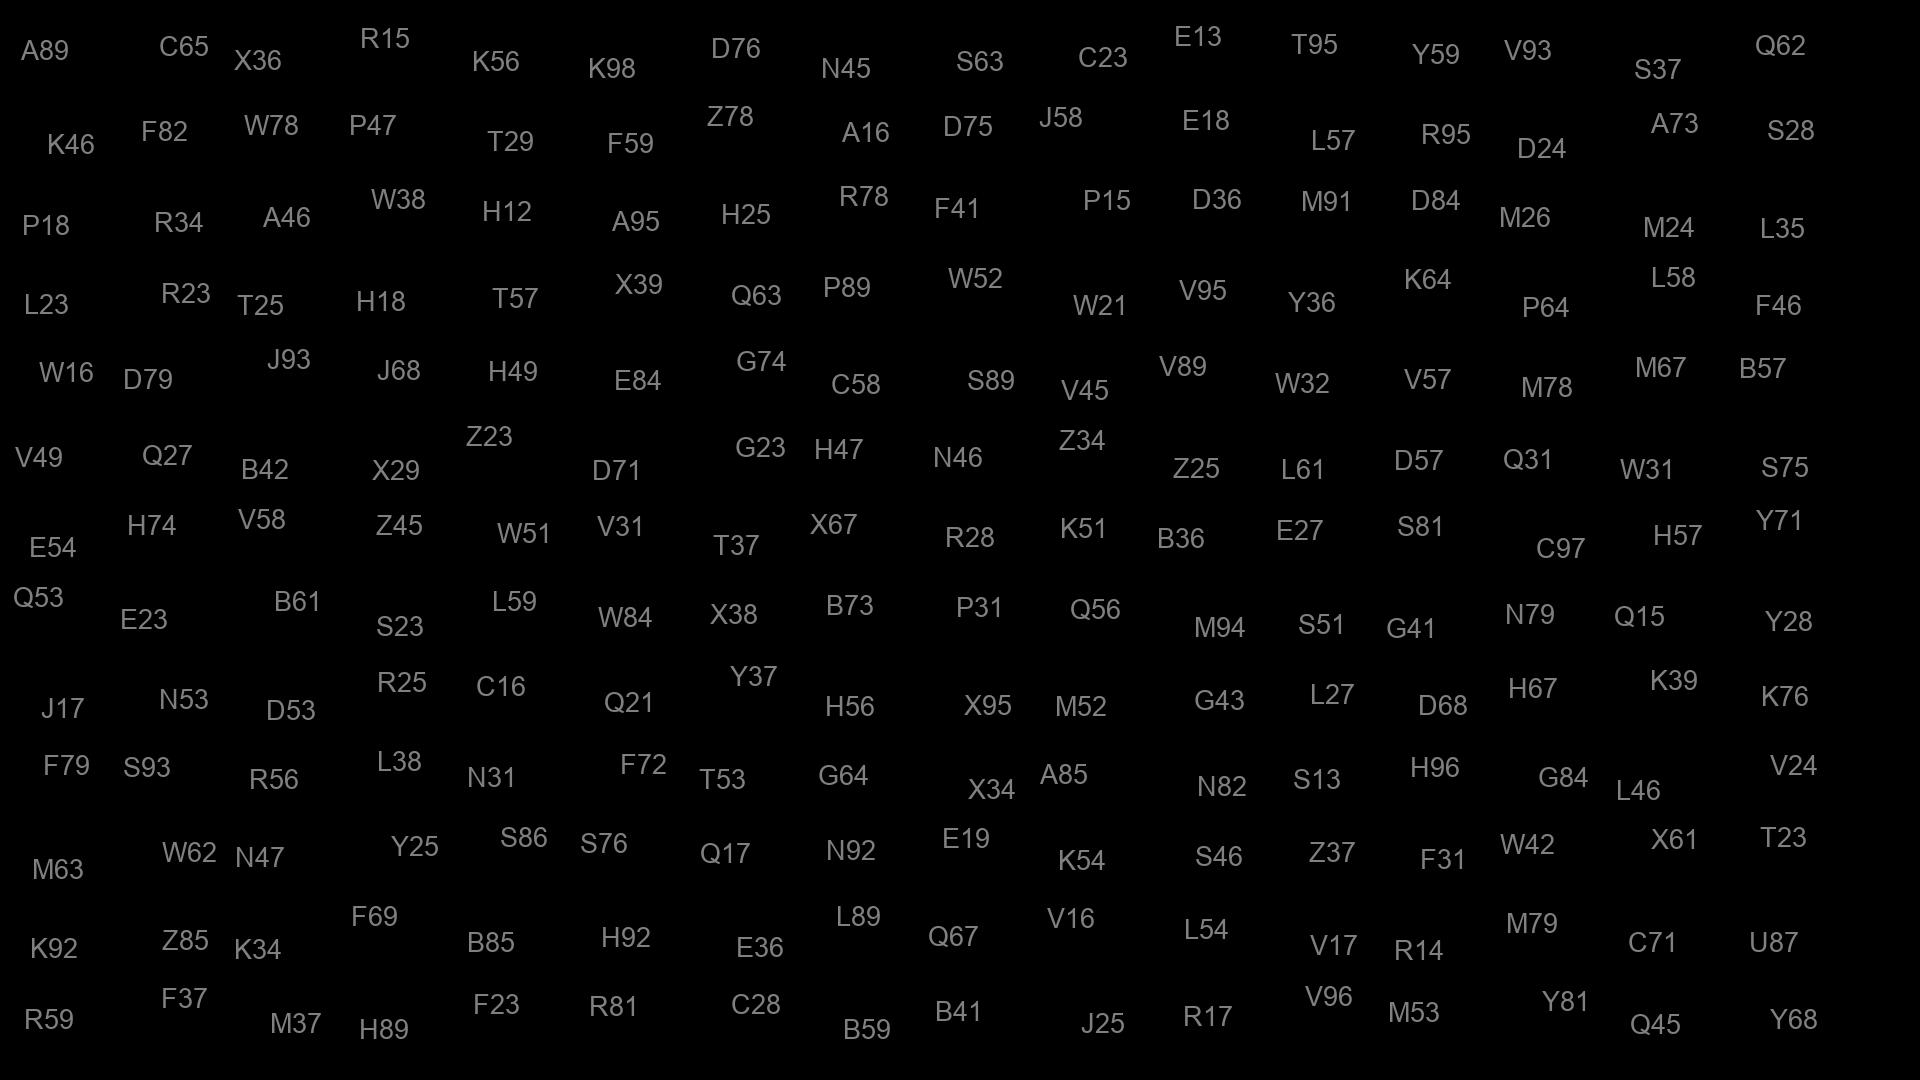 A89 C65 X36 R15 K56 K98 D76 N45 S63 C23 E13 T95 Y59 V93 S37 Q62
K46 F82 W78 P47 T29 F59 Z78 A16 D75 J58 E18 L57 R95 D24 A73 S28
P18 R34 A46 W38 H12 A95 H25 R78 F41 P15 D36 M91 D84 M26 M24 L35
L23 R23 T25 H18 T57 X39 Q63 P89 W52 W21 V95 Y36 K64 P64 L58 F46
W16 D79 J93 J68 H49 E84 G74 C58 S89 V45 V89 W32 V57 M78 M67 B57
V49 Q27 B42 X29 Z23 D71 G23 H47 N46 Z34 Z25 L61 D57 Q31 W31 S75
E54 H74 V58 Z45 W51 V31 T37 X67 R28 K51 B36 E27 S81 C97 H57 Y71
Q53 E23 B61 S23 L59 W84 X38 B73 P31 Q56 M94 S51 G41 N79 Q15 Y28
J17 N53 D53 R25 C16 Q21 Y37 H56 X95 M52 G43 L27 D68 H67 K39 K76
F79 S93 R56 L38 N31 F72 T53 G64 X34 A85 N82 S13 H96 G84 L46 V24
M63 W62 N47 Y25 S86 S76 Q17 N92 E19 K54 S46 Z37 F31 W42 X61 T23
K92 Z85 K34 F69 B85 H92 E36 L89 Q67 V16 L54 V17 R14 M79 C71 U87
R59 F37 M37 H89 F23 R81 C28 B59 B41 J25 R17 V96 M53 Y81 Q45 Y68